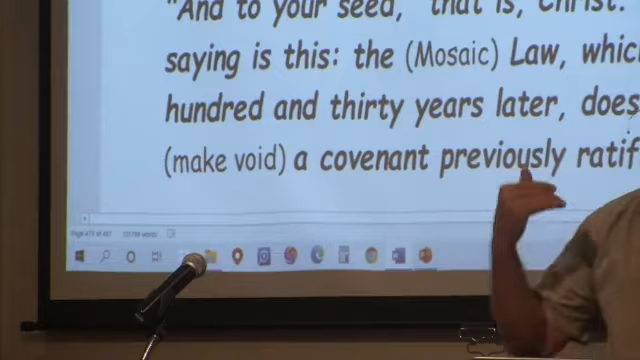 "And to your seed," that is, Christ.
saying is this: the (Mosaic) Law, whic
hundred and thirty years later, does
(make void) a covenant previously ratif